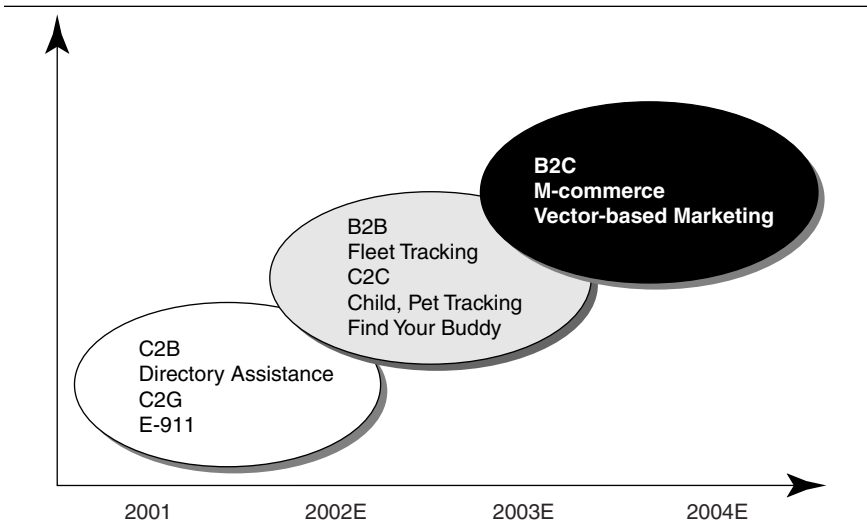 B2C
M-commerce
Vector-based Marketing
B2B
Fleet Tracking
C2C
Child, Pet Tracking
Find Your Buddy
C2B
Directory Assistance
C2G
E-911
2001 2002E 2003E 2004E